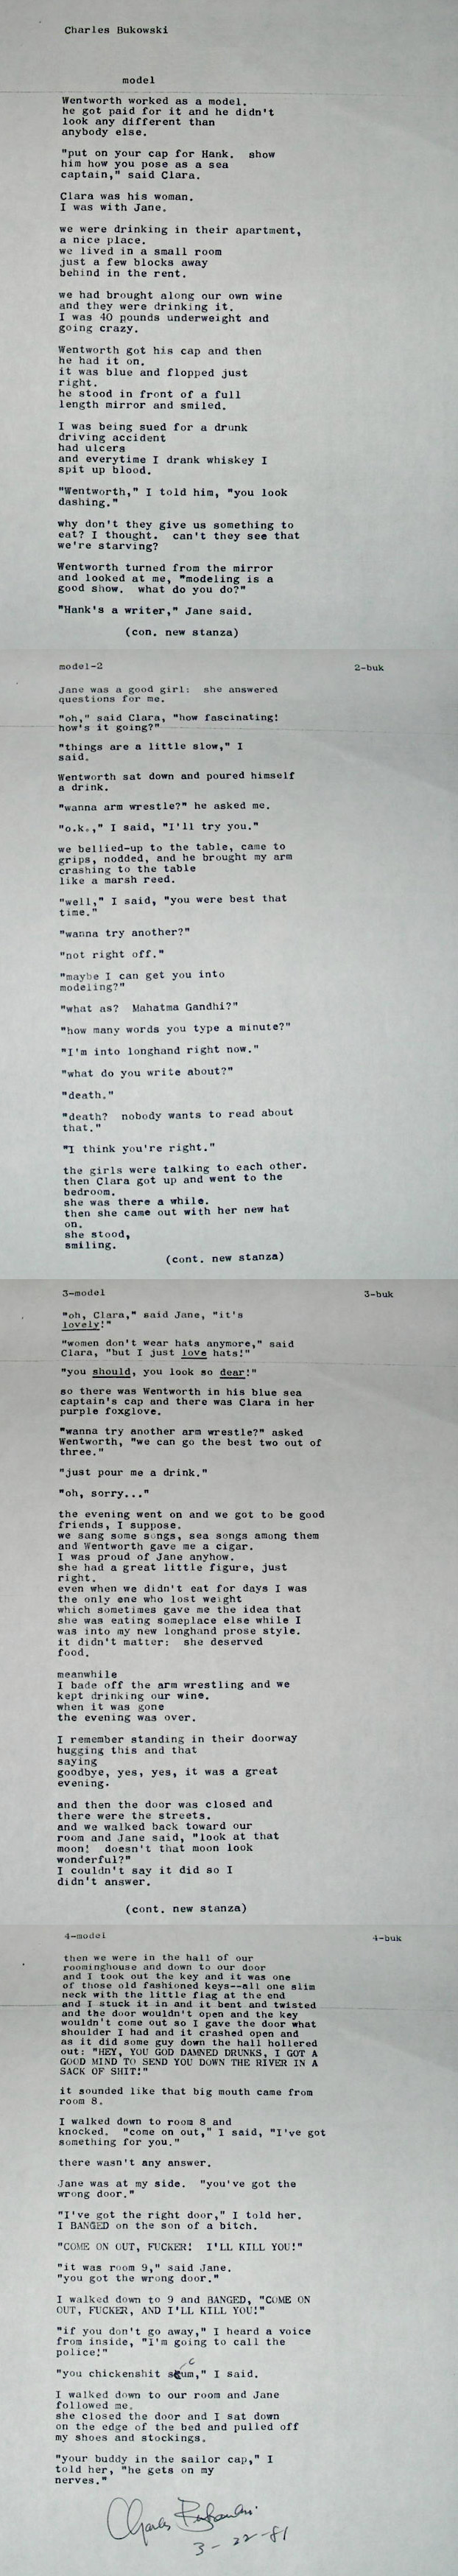 Charles Bukowski
model
Wentworth worked as a model.
he got paid for it and he didn't
look any different than
anybody else.
"put on your cap for Hank.  show
him how you pose as a sea
captain," said Clara.
Clara was his woman.
I was with Jane.
we were drinking in their apartment,
a nice place.
we lived in a small room
just a few blocks away
behind in the rent.
we had brought along our own wine
and they were drinking it.
I was 40 pounds underweight and
going crazy.
Wentworth got his cap and then
he had it on.
it was blue and flopped just
right.
he stood in front of a full
length mirror and smiled.
I was being sued for a drunk
driving accident
had ulcers
and everytime I drank whiskey I
spit up blood.
"Wentworth," I told him, "you look
dashing."
why don't they give us something to
eat? I thought.  can't they see that
we're starving?
Wentworth turned from the mirror
and looked at me, "modeling is a
good show.  what do you do?"
"Hank's a writer," Jane said.
(con. new stanza)
model-2 2-buk
Jane was a good girl:  she answered
questions for me.
"oh," said Clara, "how fascinating!
how's it going?"
"things are a little slow," I
said.
Wentworth sat down and poured himself
a drink.
"wanna arm wrestle?" he asked me.
"o.k.," I said, "I'll try you."
we bellied-up to the table, came to
grips, nodded, and he brought my arm
crashing to the table
like a marsh reed.
"well," I said, "you were best that
time."
"wanna try another?"
"not right off."
"maybe I can get you into
modeling?"
"what as?  Mahatma Gandhi?"
"how many words you type a minute?"
"I'm into longhand right now."
"what do you write about?"
"death."
"death?  nobody wants to read about
that."
"I think you're right."
the girls were talking to each other.
then Clara got up and went to the
bedroom.
she was there a while.
then she came out with her new hat
on.
she stood,
smiling.
(cont. new stanza)
3-model 3-buk
"oh, Clara," said Jane, "it's
lovely!"
"women don't wear hats anymore," said
Clara, "but I just love hats!"
"you should, you look so dear!"
so there was Wentworth in his blue sea
captain's cap and there was Clara in her
purple foxglove.
"wanna try another arm wrestle?" asked
Wentworth, "we can go the best two out of
three."
"just pour me a drink."
"oh, sorry..."
the evening went on and we got to be good
friends, I suppose.
we sang some songs, sea songs among them
and Wentworth gave me a cigar.
I was proud of Jane anyhow.
she had a great little figure, just
right.
even when we didn't eat for days I was
the only one who lost weight
which sometimes gave me the idea that
she was eating someplace else while I
was into my new longhand prose style.
it didn't matter:  she deserved
food.
meanwhile
I bade off the arm wrestling and we
kept drinking our wine.
when it was gone
the evening was over.
I remember standing in their doorway
hugging this and that
saying
goodbye, yes, yes, it was a great
evening.
and then the door was closed and
there were the streets.
and we walked back toward our
room and Jane said, "look at that
moon!  doesn't that moon look
wonderful?"
I couldn't say it did so I
didn't answer.
(cont. new stanza)
4-model 4-buk
then we were in the hall of our
roominghouse and down to our door
and I took out the key and it was one
of those old fashioned keys--all one slim
neck with the little flag at the end
and I stuck it in and it bent and twisted
and the door wouldn't open and the key
wouldn't come out so I gave the door what
shoulder I had and it crashed open and
as it did some guy down the hall hollered
out: "HEY, YOU GOD DAMNED DRUNKS, I GOT A
GOOD MIND TO SEND YOU DOWN THE RIVER IN A
SACK OF SHIT!"
it sounded like that big mouth came from
room 8.
I walked down to room 8 and
knocked.  "come on out," I said, "I've got
something for you."
there wasn't any answer.
Jane was at my side.  "you've got the
wrong door."
"I've got the right door," I told her.
I BANGED on the son of a bitch.
"COME ON OUT, FUCKER!  I'LL KILL YOU!"
"it was room 9," said Jane.
"you got the wrong door."
I walked down to 9 and BANGED, "COME ON
OUT, FUCKER, AND I'LL KILL YOU!"
"if you don't go away," I heard a voice
from inside, "I'm going to call the
police!"
"you chickenshit scum," I said.
I walked down to our room and Jane
followed me.
she closed the door and I sat down
on the edge of the bed and pulled off
my shoes and stockings.
"your buddy in the sailor cap," I
told her, "he gets on my
nerves."
Charles Bukowski
3-22-81